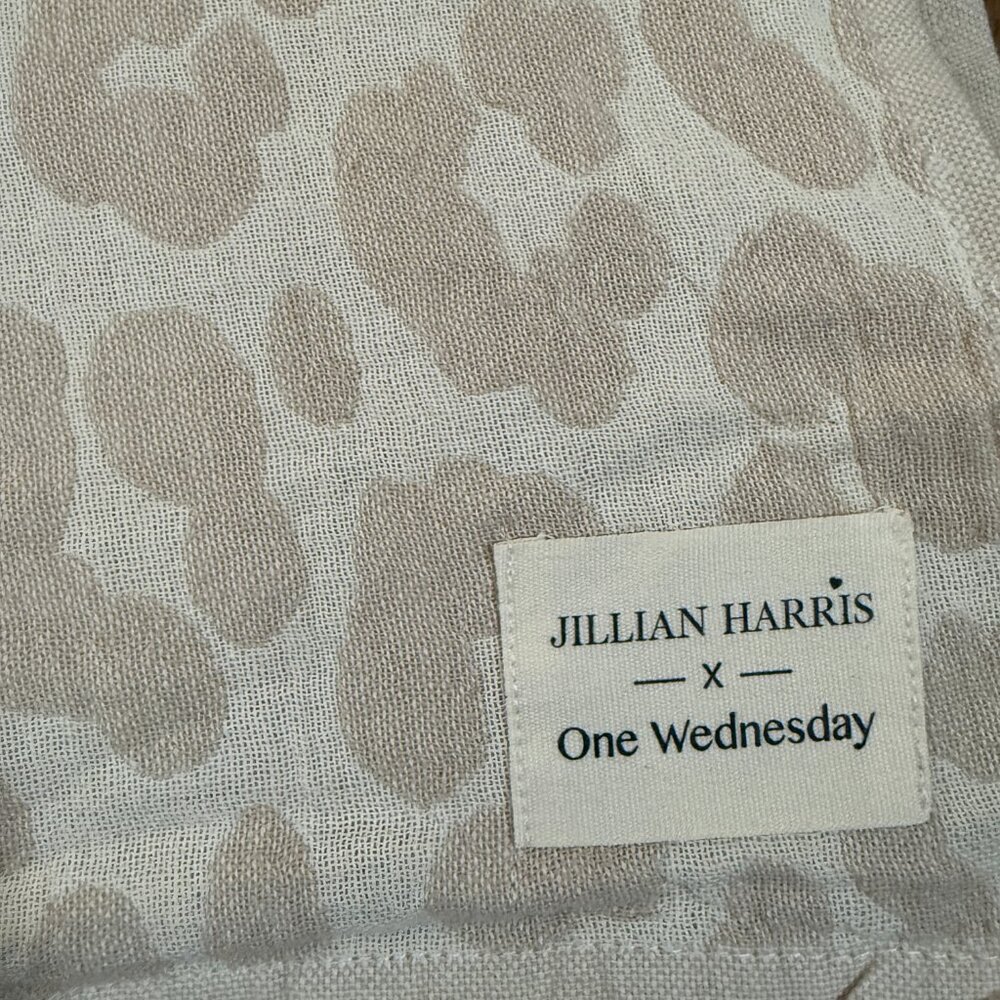 JILLIAN HARRIS
— x —
One Wednesday